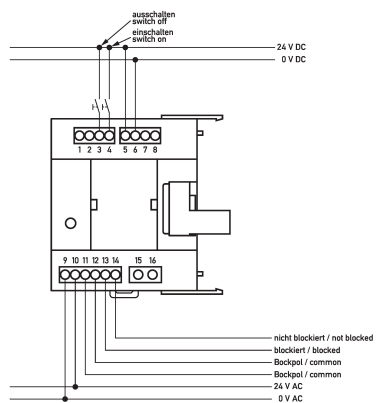 ausschalten
switch off
einschalten
switch on
24 V DC
0 V DC
1 2 3 4 5 6 7 8
9 10 11 12 13 14 15 16
nicht blockiert / not blocked
blockiert / blocked
Bockpol / common
Bockpol / common
24 V AC
0 V AC